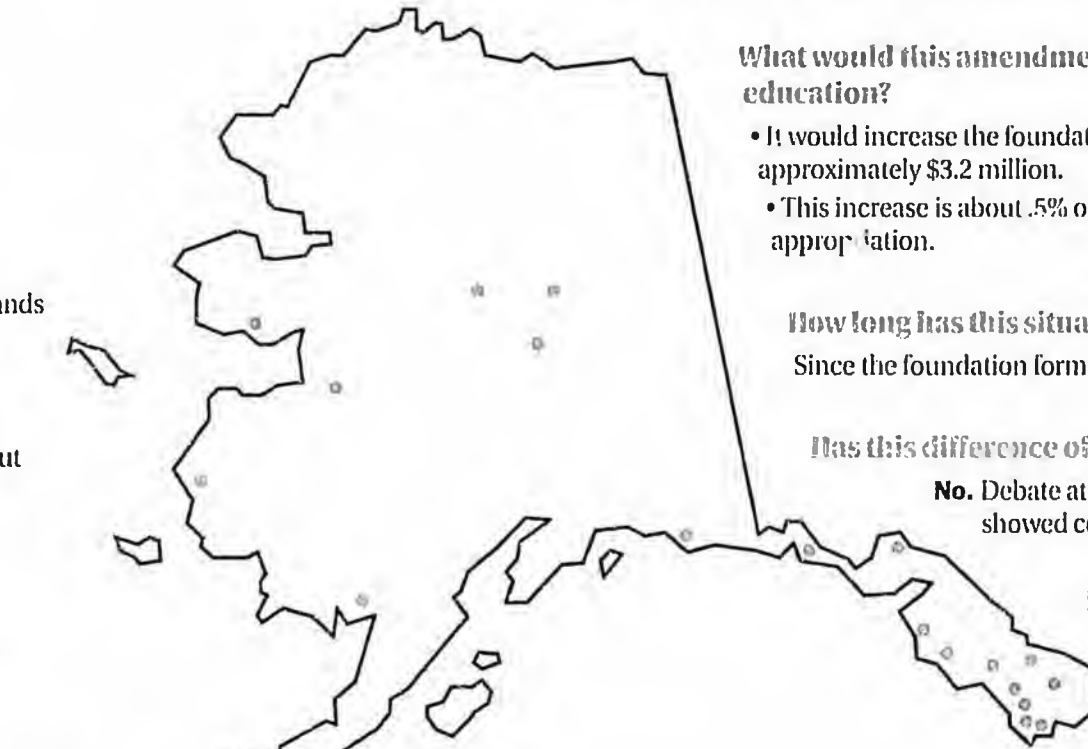 What would this amendme
education?
• It would increase the foundat
approximately $3.2 million.
• This increase is about .5% o
appropriation.
ands
How long has this situa
Since the foundation form
Has this difference of
ut
No. Debate at
showed c